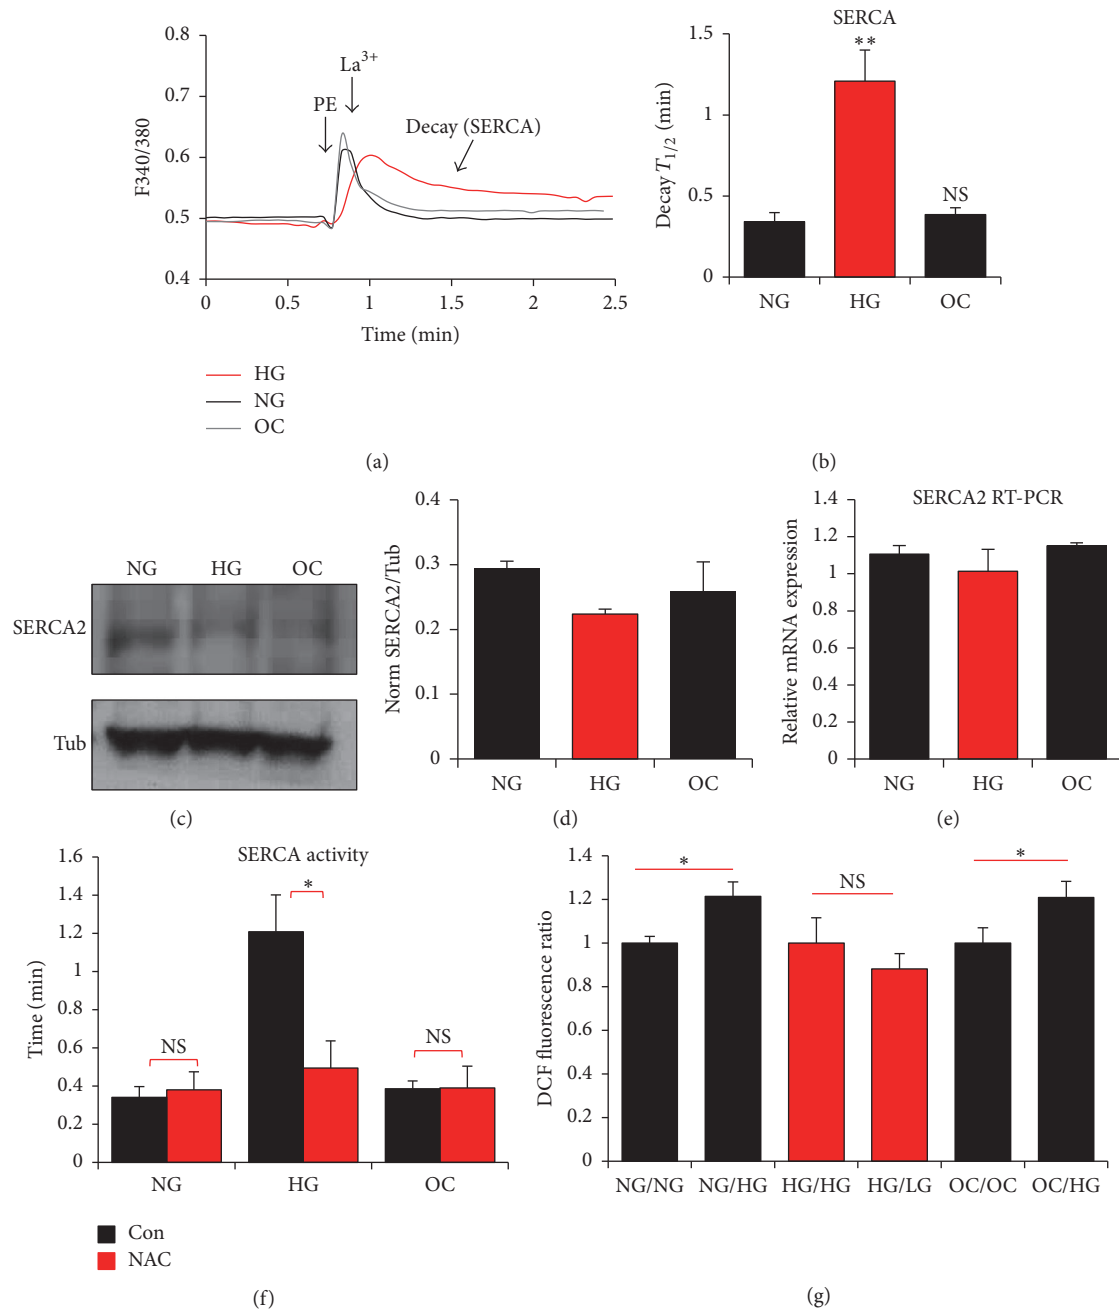 0.8
0.7
0.6
0.5
0.4
F340/380
PE
La3+
Decay (SERCA)
0
0.5
1
1.5
2
2.5
Time (min)
HG
NG
OC
(a)
SERCA
1.5
1
0.5
0
Decay T1/2 (min)
**
NS
NG
HG
OC
(b)
NG
HG
OC
SERCA2
Tub
(c)
0.4
0.3
0.2
0.1
0
Norm SERCA2/Tub
NG
HG
OC
(d)
SERCA2 RT-PCR
1.4
1.2
1
0.8
0.6
0.4
0.2
0
Relative mRNA expression
NG
HG
OC
(e)
SERCA activity
1.6
1.4
1.2
1
0.8
0.6
0.4
0.2
0
Time (min)
NS
*
NS
NG
HG
OC
Con
NAC
(f)
1.4
1.2
1
0.8
0.6
0.4
0.2
0
DCF fluorescence ratio
*
NS
*
NG/NG
NG/HG
HG/HG
HG/LG
OC/OC
OC/HG
(g)